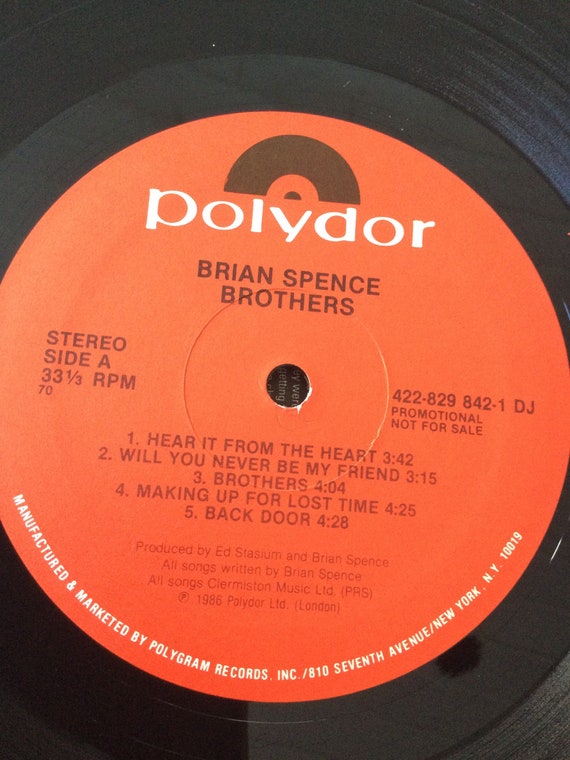 polydor
BRIAN SPENCE
BROTHERS
STEREO
SIDE A
33⅓ RPM
70
422-829 842-1 DJ
PROMOTIONAL
NOT FOR SALE
1. HEAR IT FROM THE HEART 3:42
2. WILL YOU NEVER BE MY FRIEND 3:15
3. BROTHERS 4:04
4. MAKING UP FOR LOST TIME 4:25
5. BACK DOOR 4:28
Produced by Ed Stasium and Brian Spence
All songs written by Brian Spence
All songs Clermiston Music Ltd. (PRS)
℗ 1986 Polydor Ltd. (London)
MANUFACTURED & MARKETED BY POLYGRAM RECORDS, INC./810 SEVENTH AVENUE/NEW YORK, N.Y. 10019